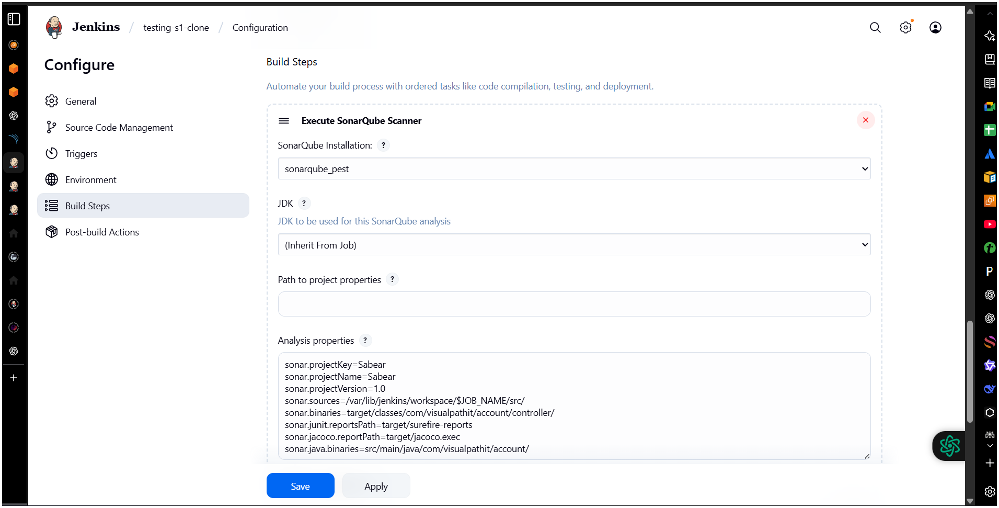 Jenkins / testing-s1-clone / Configuration
Configure
General
Source Code Management
Triggers
Environment
Build Steps
Post-build Actions
Build Steps
Automate your build process with ordered tasks like code compilation, testing, and deployment.
Execute SonarQube Scanner
SonarQube Installation: ?
sonarqube_pest
JDK ?
JDK to be used for this SonarQube analysis
(Inherit From Job)
Path to project properties ?
Analysis properties ?
sonar.projectKey=Sabear
sonar.projectName=Sabear
sonar.projectVersion=1.0
sonar.sources=/var/lib/jenkins/workspace/$JOB_NAME/src/
sonar.binaries=target/classes/com/visualpathit/account/controller/
sonar.junit.reportsPath=target/surefire-reports
sonar.jacoco.reportPath=target/jacoco.exec
sonar.java.binaries=src/main/java/com/visualpathit/account/
Save
Apply